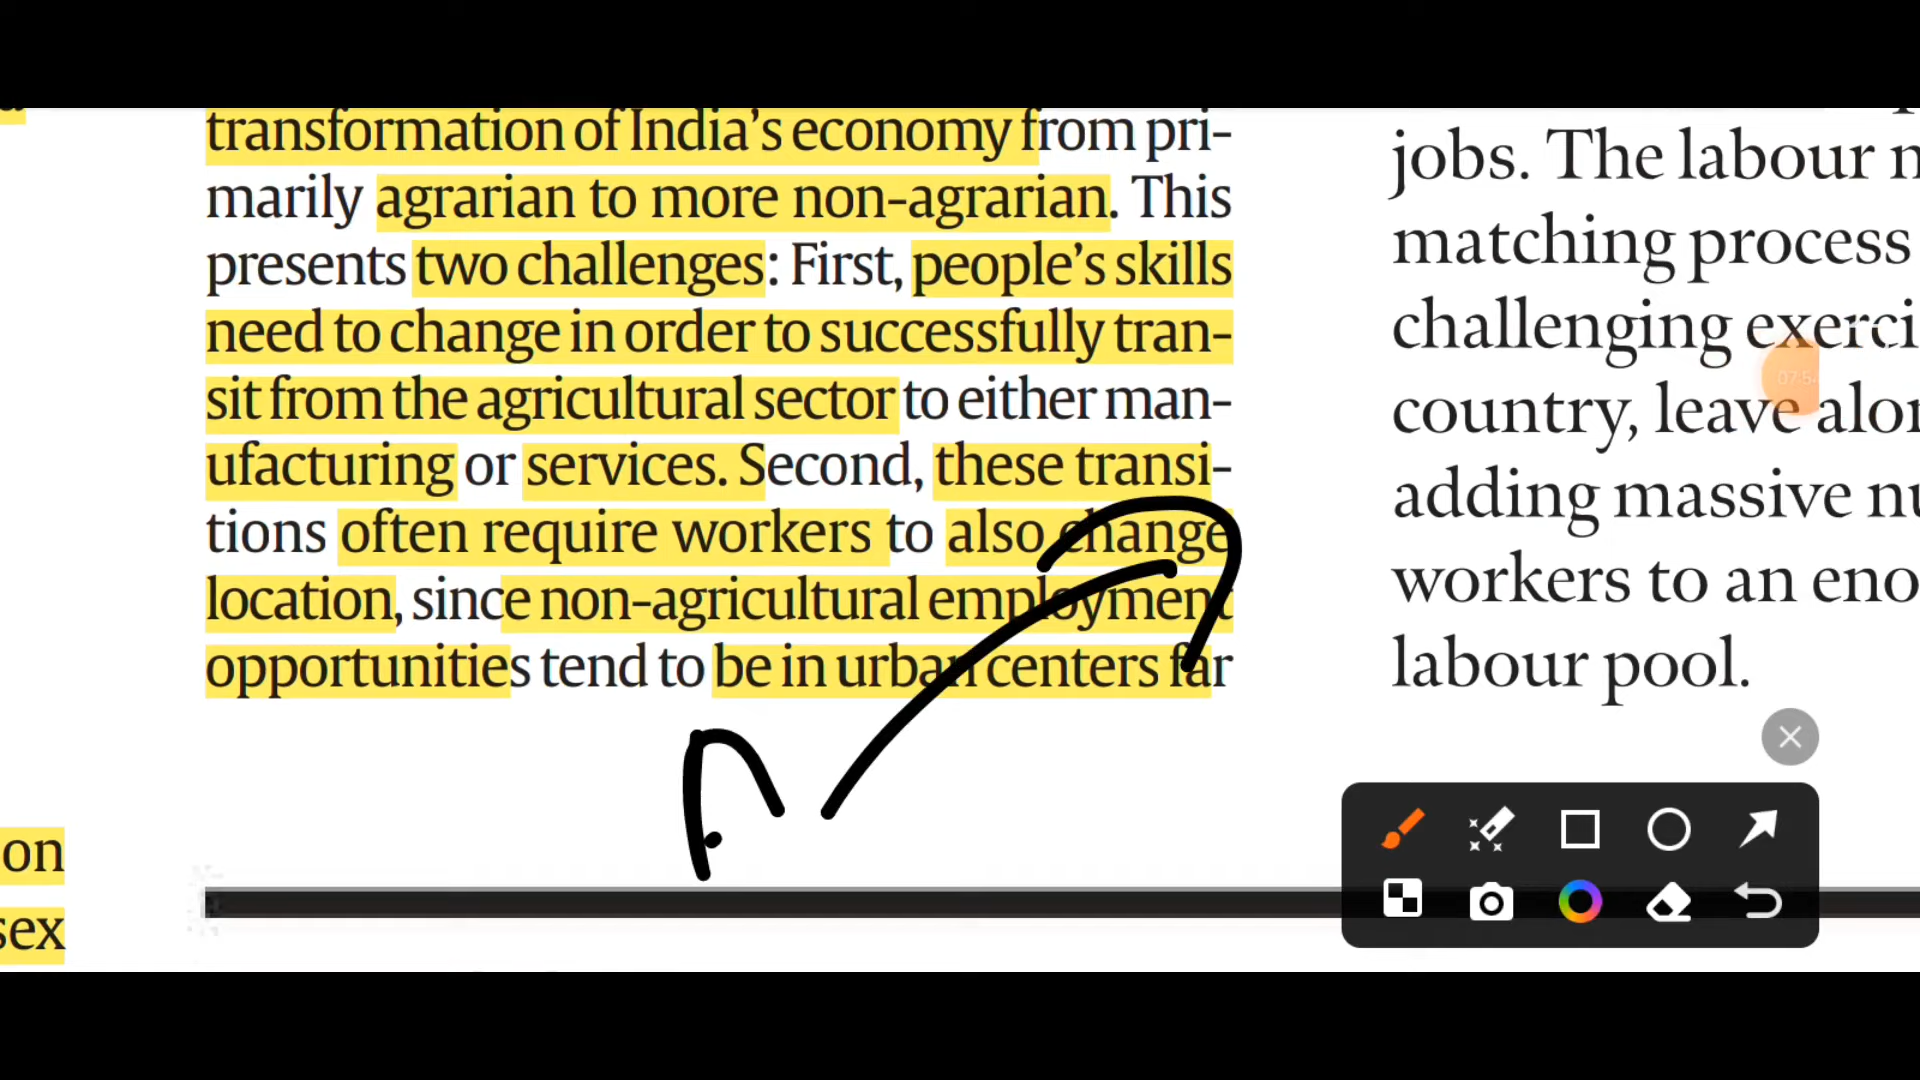 transformation of India's economy from pri-
marily agrarian to more non-agrarian. This
presents two challenges: First, people's skills
need to change in order to successfully tran-
sit from the agricultural sector to either man-
ufacturing or services. Second, these transi-
tions often require workers to also change
location, since non-agricultural employment
opportunities tend to be in urban centers far
on
sex
jobs. The labour
matching process
challenging
country, leave
adding massive
workers to an
labour pool.